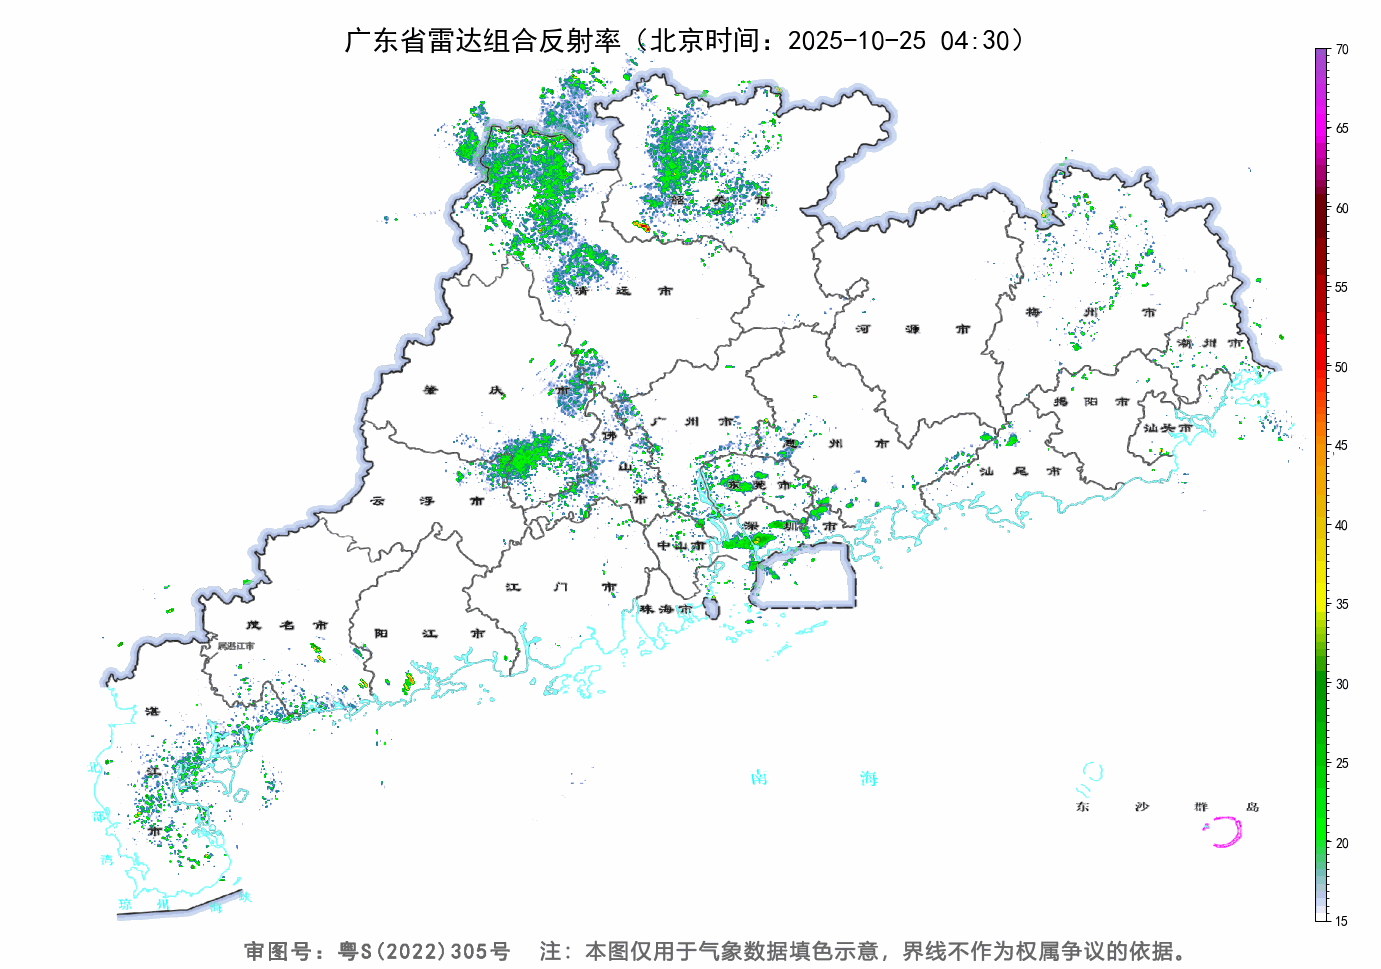 广东省雷达组合反射率（北京时间：2025-10-25 04:30）
70
65
60
55
50
45
40
35
30
25
20
15
韶关市
清远市
河源市
梅州市
潮州市
肇庆市
揭阳市
广州市
汕头市
佛山市
惠州市
汕尾市
云浮市
东莞市
深圳市
中山市
江门市
珠海市
茂名市
阳江市
属湛江市
湛江市
北部湾
南海
东沙群岛
琼州海峡
审图号：粤S(2022)305号 注：本图仅用于气象数据填色示意，界线不作为权属争议的依据。